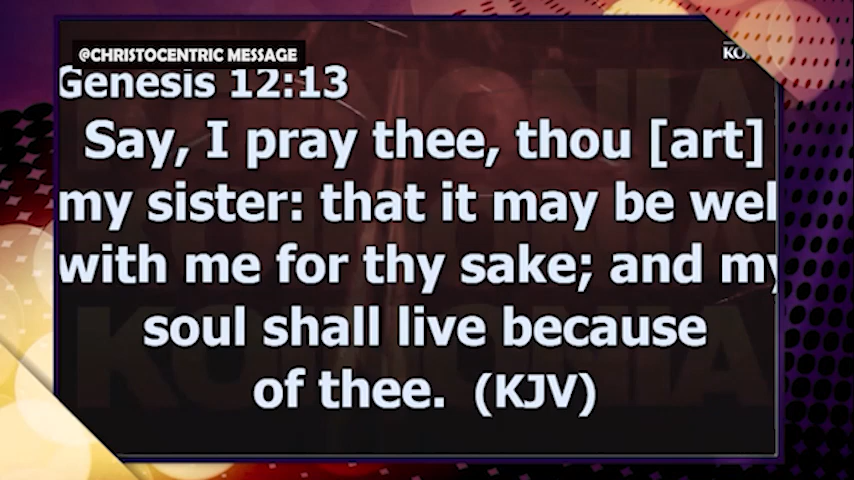 @CHRISTOCENTRIC MESSAGE
Genesis 12:13
Say, I pray thee, thou [art]
my sister: that it may be wel
with me for thy sake; and my
soul shall live because
of thee. (KJV)